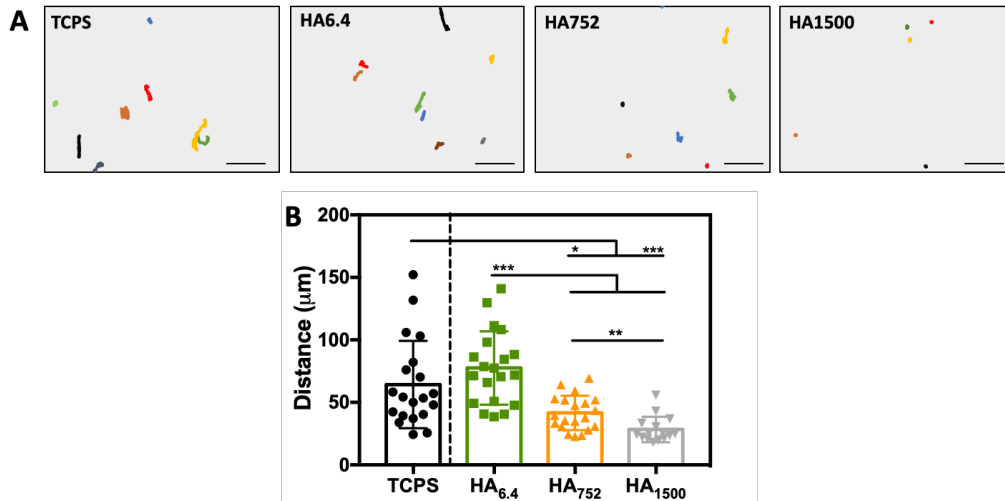 A
TCPS
HA6.4
HA752
HA1500
B
200
150
100
50
0
Distance (μm)
* ***
***
**
TCPS
HA6.4
HA752
HA1500